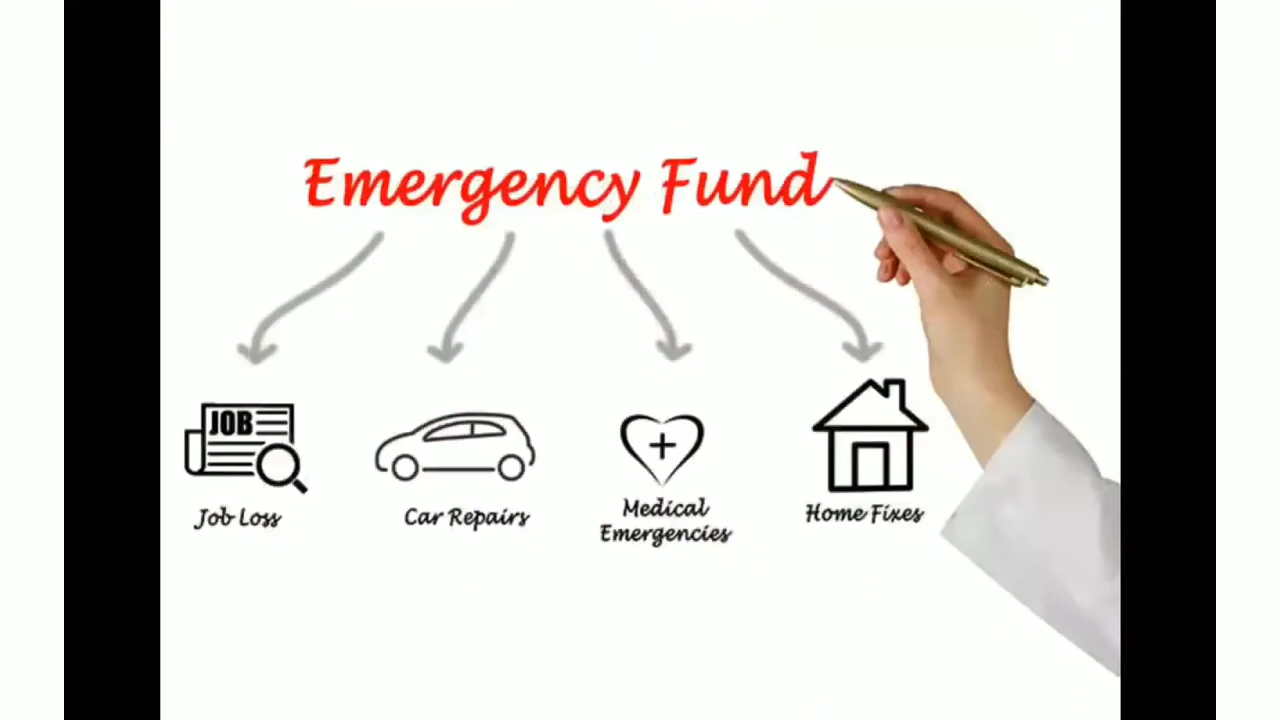 Emergency Fund
JOB
Job Loss
Car Repairs
Medical
Emergencies
Home Fixes